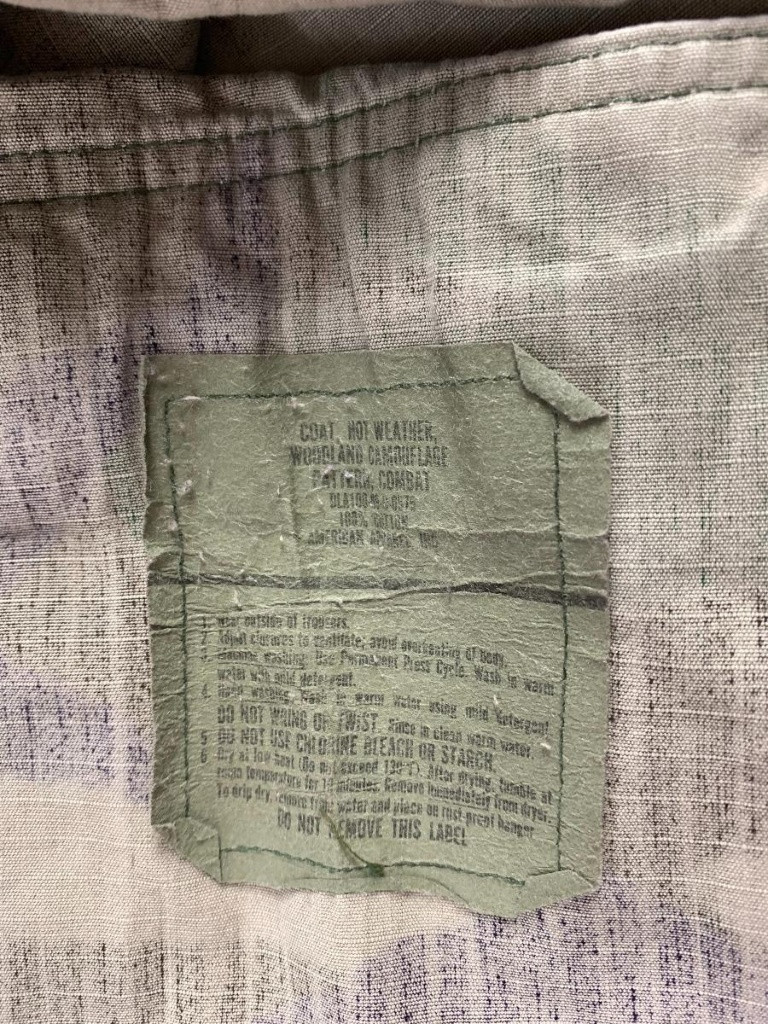 COAT, HOT WEATHER,
WOODLAND CAMOUFLAGE
PATTERN, COMBAT
100% COTTON
AMERICAN APPAREL INC
1. Wear outside of trousers.
2. Adjust closures to ventilate; avoid overheating of body.
3. Machine washing. Use Permanent Press Cycle. Wash in warm
water with mild detergent.
4. Hand washing. Wash in warm water using mild detergent.
DO NOT WRING OR TWIST. Rinse in clean warm water.
5 DO NOT USE CHLORINE BLEACH OR STARCH.
6 Dry at low heat (Do not exceed 130°F). After drying, tumble at
room temperature for 10 minutes. Remove immediately from dryer.
To drip dry, remove from water and place on rust-proof hanger
DO NOT REMOVE THIS LABEL